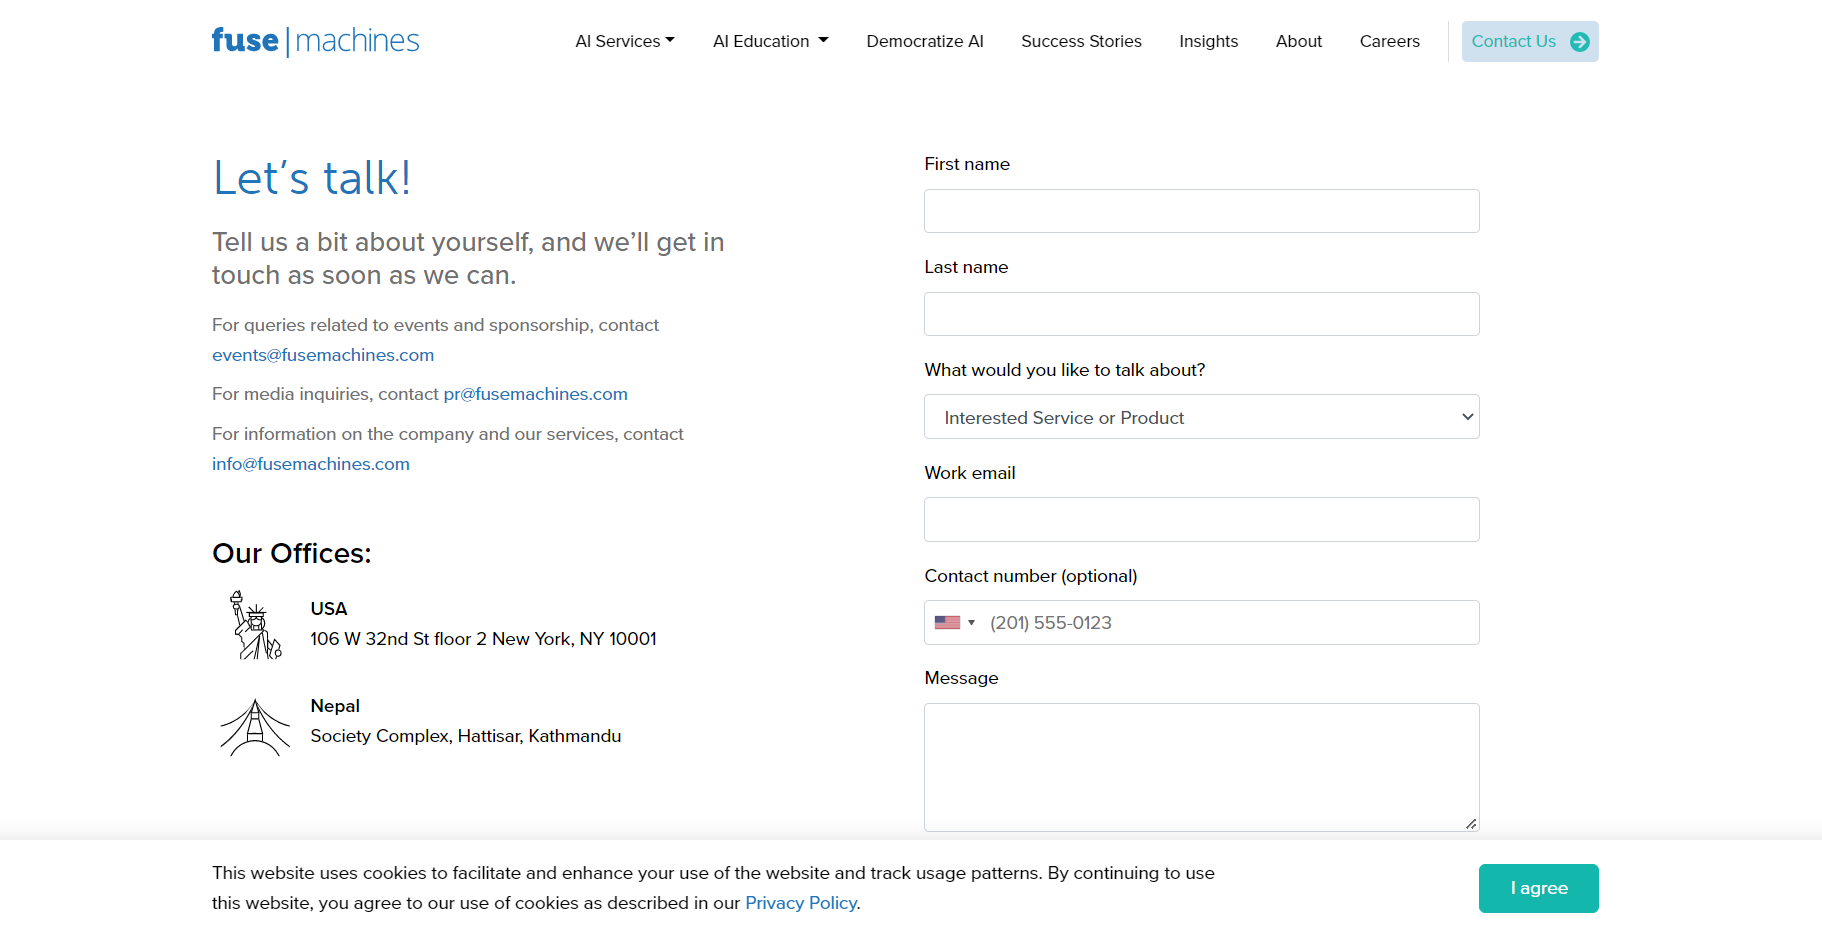 fuse|machines
AI Services
AI Education
Democratize AI
Success Stories
Insights
About
Careers
Contact Us
Let's talk!
Tell us a bit about yourself, and we'll get in
touch as soon as we can.
For queries related to events and sponsorship, contact
events@fusemachines.com
For media inquiries, contact pr@fusemachines.com
For information on the company and our services, contact
info@fusemachines.com
Our Offices:
USA
106 W 32nd St floor 2 New York, NY 10001
Nepal
Society Complex, Hattisar, Kathmandu
First name
Last name
What would you like to talk about?
Interested Service or Product
Work email
Contact number (optional)
(201) 555-0123
Message
This website uses cookies to facilitate and enhance your use of the website and track usage patterns. By continuing to use
this website, you agree to our use of cookies as described in our Privacy Policy.
I agree